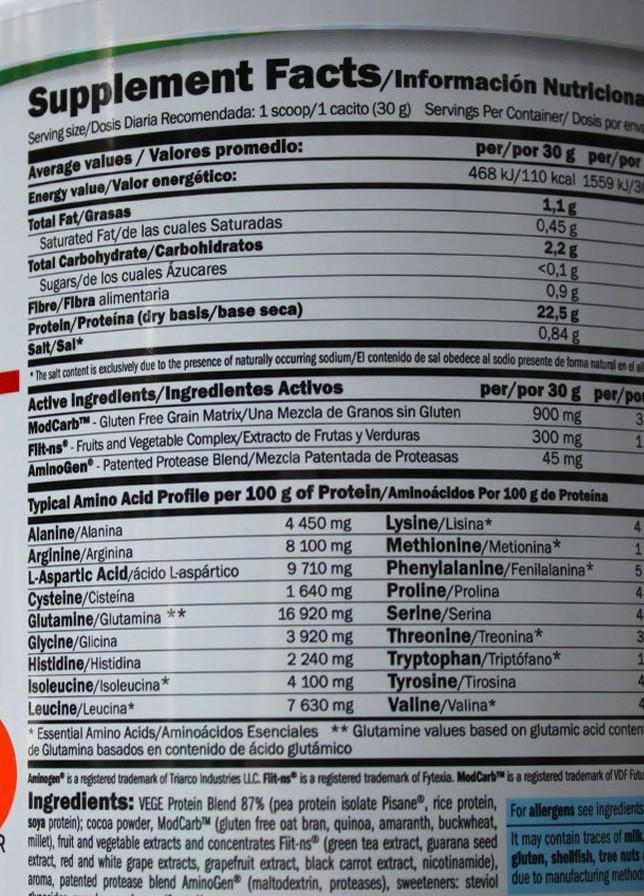 Supplement Facts/Información Nutriciona
Serving size/Dosis Diaria Recomendada: 1 scoop/1 cacito (30 g) Servings Per Container/ Dosis por enva
Average values / Valores promedio: per/por 30 g per/por
Energy value/Valor energético: 468 kJ/110 kcal 1559 kJ/36
Total Fat/Grasas 1,1 g
Saturated Fat/de las cuales Saturadas 0,45 g
Total Carbohydrate/Carbohidratos 2,2 g
Sugars/de los cuales Ázucares <0,1 g
Fibre/Fibra alimentaria 0,9 g
Protein/Proteína (dry basis/base seca) 22,5 g
Salt/Sal* 0,84 g
* The salt content is exclusively due to the presence of naturally occurring sodium/El contenido de sal obedece al sodio presente de forma natural en el ali
Active Ingredients/Ingredientes Activos per/por 30 g per/por
ModCarb™ - Gluten Free Grain Matrix/Una Mezcla de Granos sin Gluten 900 mg 3
Fiit-ns® - Fruits and Vegetable Complex/Extracto de Frutas y Verduras 300 mg 1
AminoGen® - Patented Protease Blend/Mezcla Patentada de Proteasas 45 mg
Typical Amino Acid Profile per 100 g of Protein/Aminoácidos Por 100 g de Proteína
Alanine/Alanina 4 450 mg Lysine/Lisina* 4
Arginine/Arginina 8 100 mg Methionine/Metionina* 1
L-Aspartic Acid/ácido L-aspártico 9 710 mg Phenylalanine/Fenilalanina* 5
Cysteine/Cisteína 1 640 mg Proline/Prolina 4
Glutamine/Glutamina ** 16 920 mg Serine/Serina 4
Glycine/Glicina 3 920 mg Threonine/Treonina* 3
Histidine/Histidina 2 240 mg Tryptophan/Triptófano* 1
Isoleucine/Isoleucina* 4 100 mg Tyrosine/Tirosina 4
Leucine/Leucina* 7 630 mg Valine/Valina* 4
* Essential Amino Acids/Aminoácidos Esenciales ** Glutamine values based on glutamic acid conten
de Glutamina basados en contenido de ácido glutámico
Aminogen® is a registered trademark of Triarco Industries LLC. Fiit-ns® is a registered trademark of Fytexia. ModCarb™ is a registered trademark of VDF Futu
Ingredients: VEGE Protein Blend 87% (pea protein isolate Pisane®, rice protein,
soya protein); cocoa powder, ModCarb™ (gluten free oat bran, quinoa, amaranth, buckwheat,
millet), fruit and vegetable extracts and concentrates Fiit-ns® (green tea extract, guarana seed
extract, red and white grape extracts, grapefruit extract, black carrot extract, nicotinamide),
aroma, patented protease blend AminoGen® (maltodextrin, proteases), sweeteners: steviol
For allergens see ingredients
It may contain traces of milk,
gluten, shellfish, tree nuts,
due to manufacturing method
R